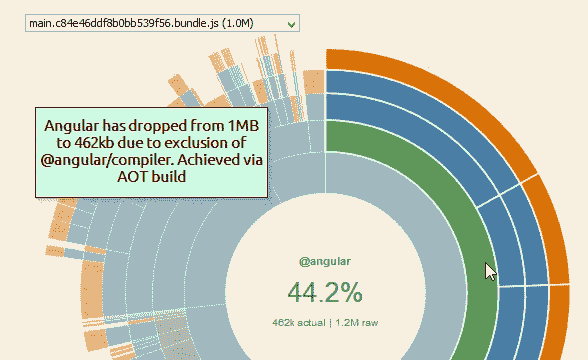 main.c84e46ddf8b0bb539f56.bundle.js (1.0M)
Angular has dropped from 1MB
to 462kb due to exclusion of
@angular/compiler. Achieved via
AOT build
@angular
44.2%
462k actual | 1.2M raw